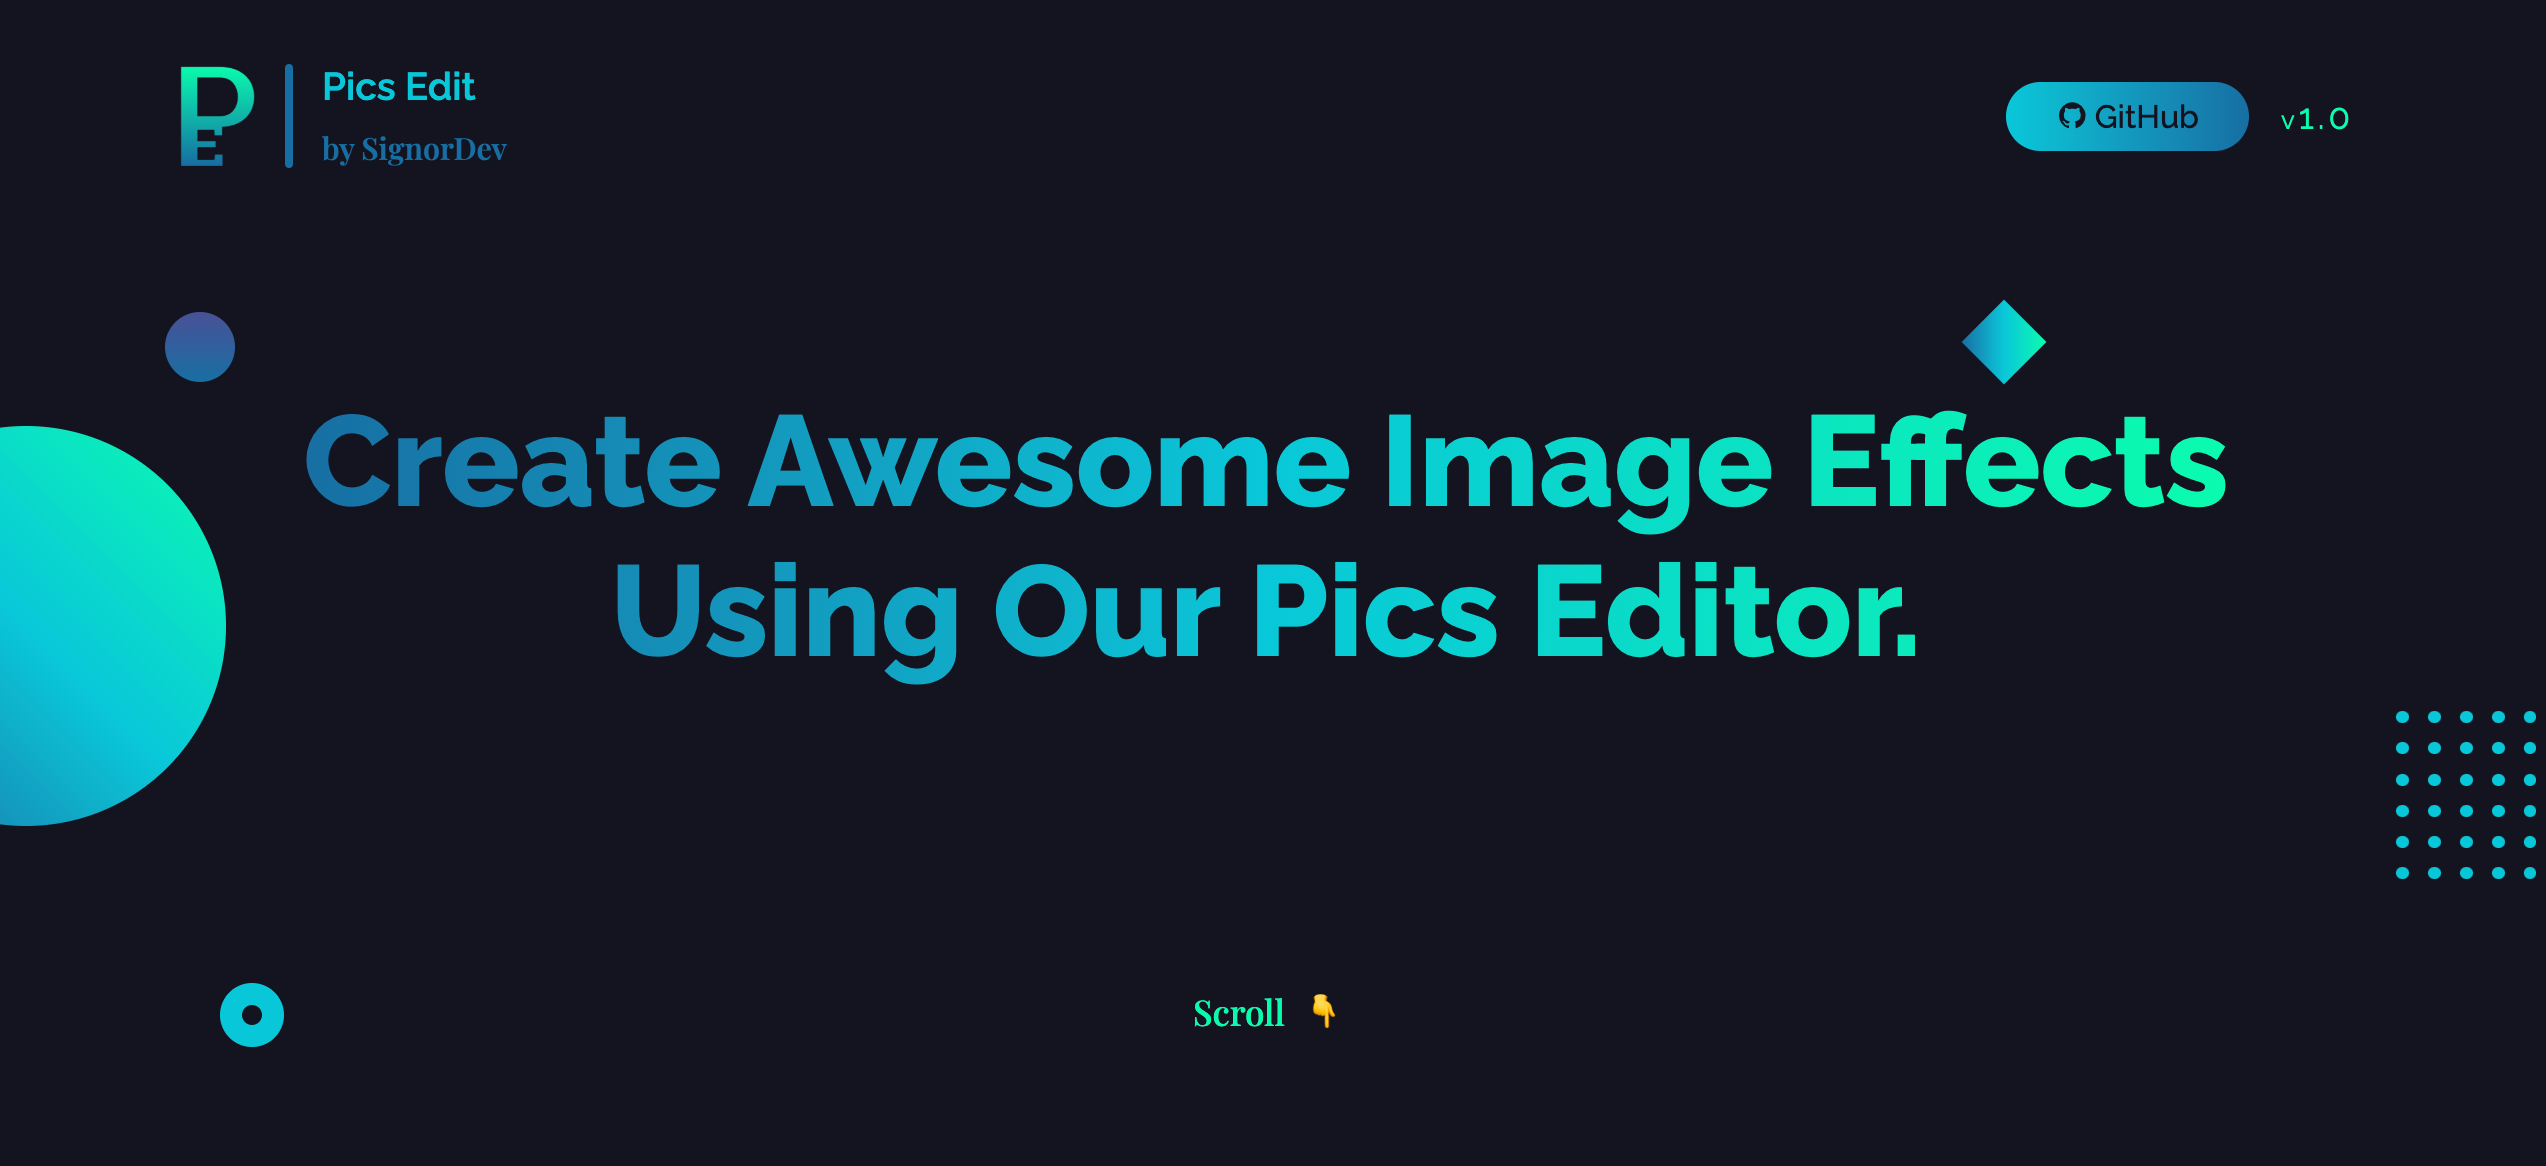 Pics Edit
by SignorDev
GitHub
v1.0
Create Awesome Image Effects
Using Our Pics Editor.
Scroll 👇